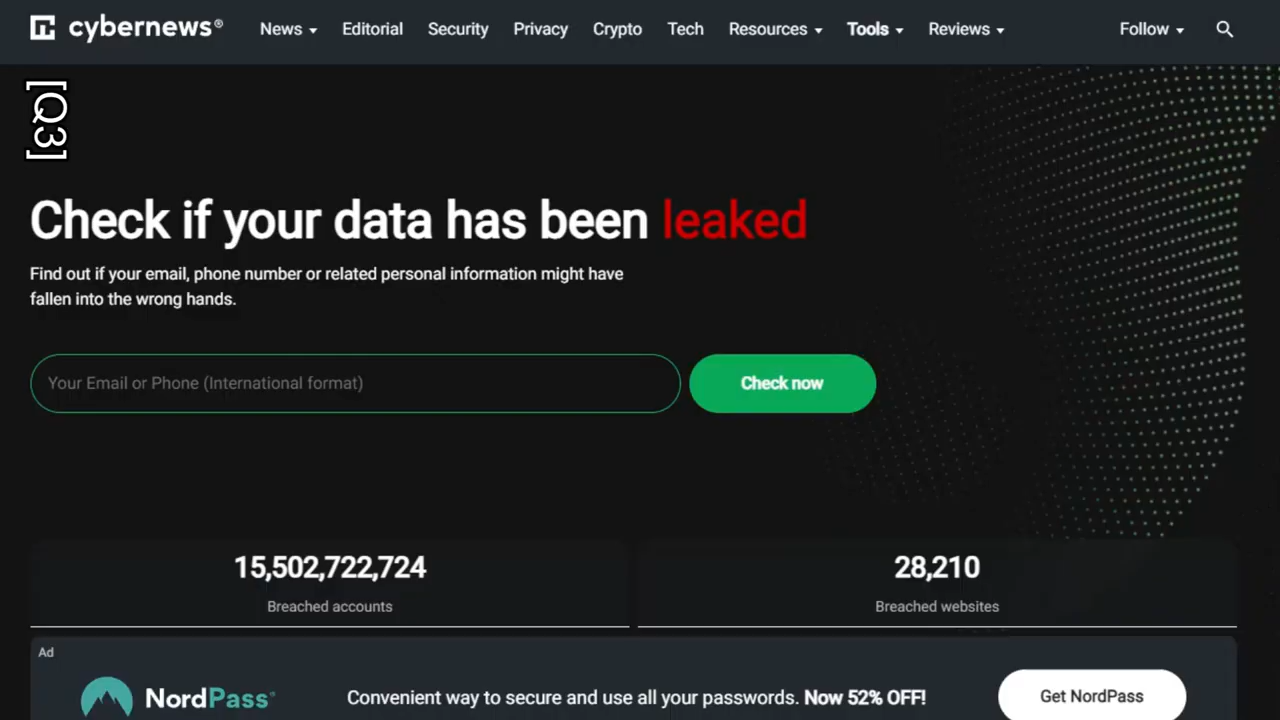 cybernews®
News
Editorial
Security
Privacy
Crypto
Tech
Resources
Tools
Reviews
Follow
[Q3]
Check if your data has been leaked
Find out if your email, phone number or related personal information might have
fallen into the wrong hands.
Your Email or Phone (International format)
Check now
15,502,722,724
Breached accounts
28,210
Breached websites
Ad
NordPass®
Convenient way to secure and use all your passwords. Now 52% OFF!
Get NordPass